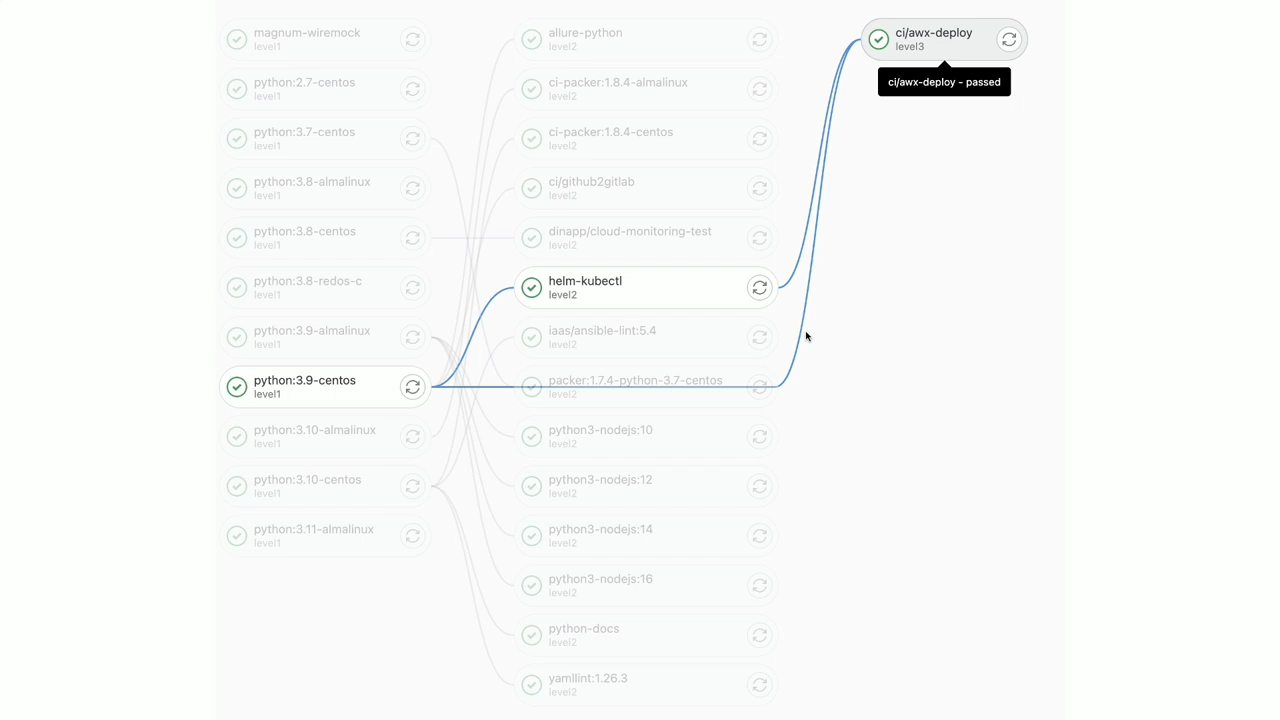 magnum-wiremock
level1
python:2.7-centos
level1
python:3.7-centos
level1
python:3.8-almalinux
level1
python:3.8-centos
level1
python:3.8-redos-c
level1
python:3.9-almalinux
level1
python:3.9-centos
level1
python:3.10-almalinux
level1
python:3.10-centos
level1
python:3.11-almalinux
level1
allure-python
level2
ci-packer:1.8.4-almalinux
level2
ci-packer:1.8.4-centos
level2
ci/github2gitlab
level2
dinapp/cloud-monitoring-test
level2
helm-kubectl
level2
iaas/ansible-lint:5.4
level2
packer:1.7.4-python-3.7-centos
level2
python3-nodejs:10
level2
python3-nodejs:12
level2
python3-nodejs:14
level2
python3-nodejs:16
level2
python-docs
level2
yamllint:1.26.3
level2
ci/awx-deploy
level3
ci/awx-deploy - passed